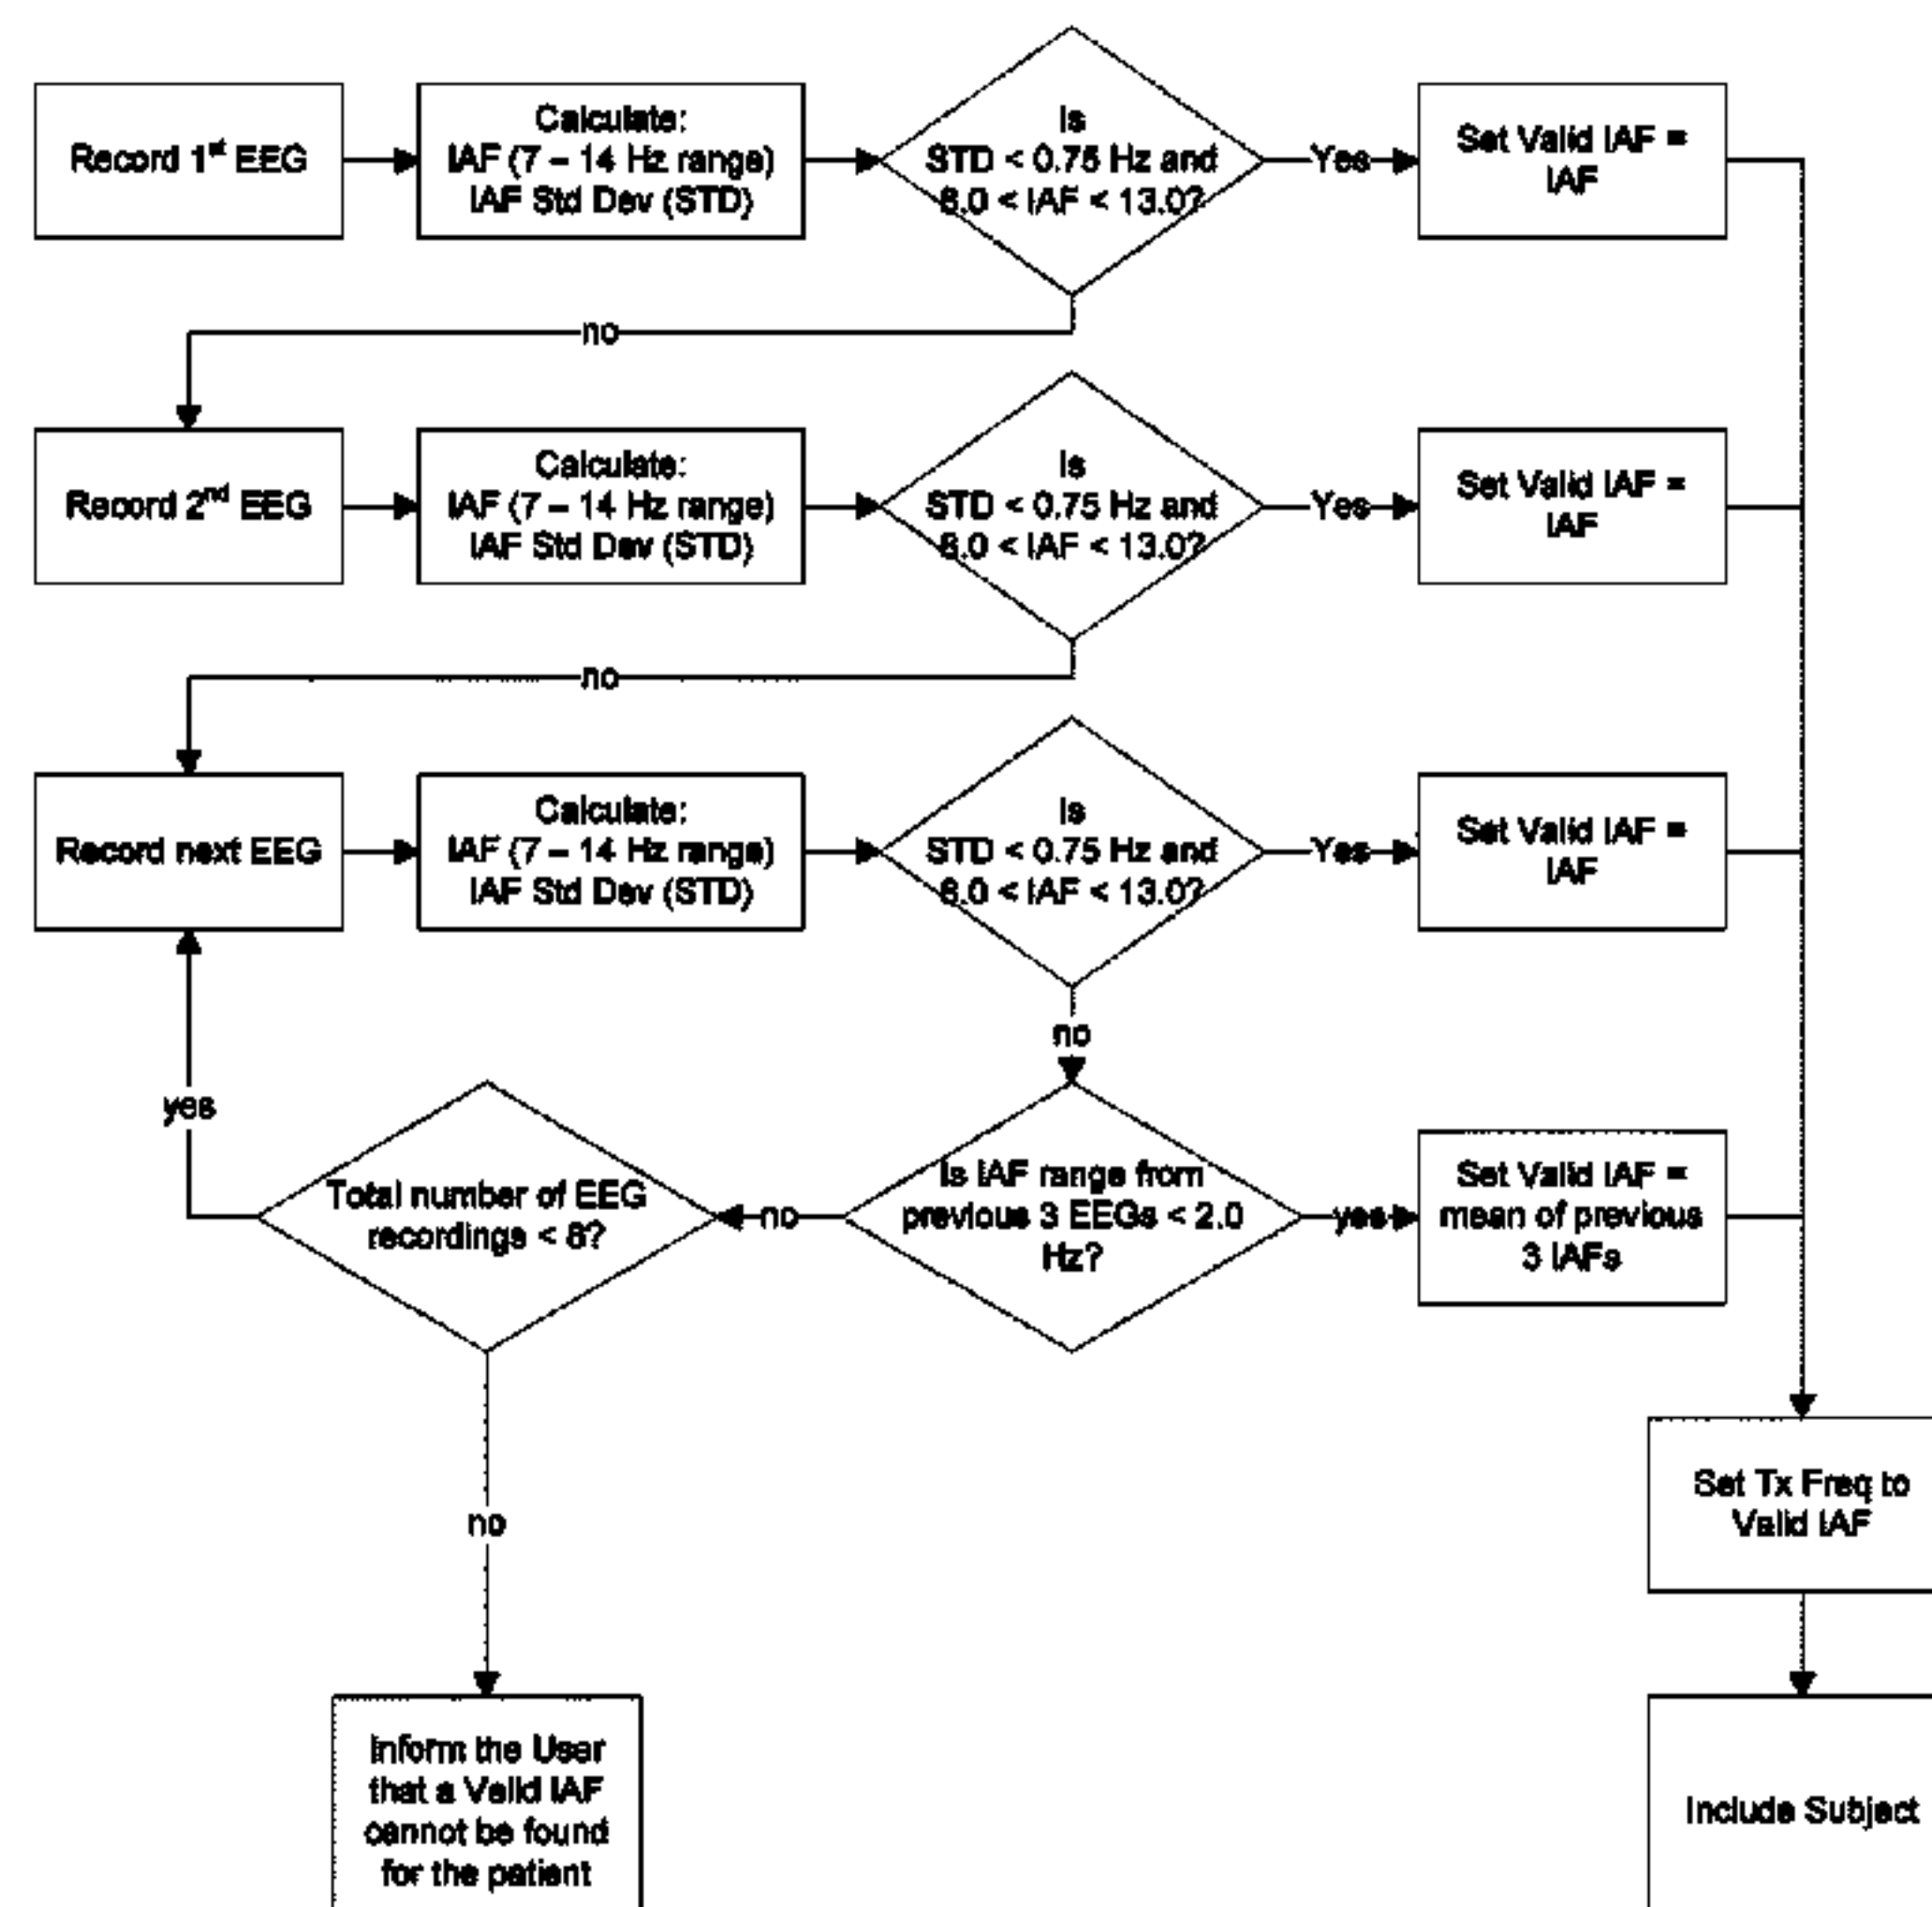 Record 1st EEG
Calculate:
IAF (7 – 14 Hz range)
IAF Std Dev (STD)
Is
STD < 0.75 Hz and
8.0 < IAF < 13.0?
Yes
Set Valid IAF =
IAF
no
Record 2nd EEG
Calculate:
IAF (7 – 14 Hz range)
IAF Std Dev (STD)
Is
STD < 0.75 Hz and
8.0 < IAF < 13.0?
Yes
Set Valid IAF =
IAF
no
Record next EEG
Calculate:
IAF (7 – 14 Hz range)
IAF Std Dev (STD)
Is
STD < 0.75 Hz and
8.0 < IAF < 13.0?
Yes
Set Valid IAF =
IAF
no
yes
Total number of EEG
recordings < 8?
no
Is IAF range from
previous 3 EEGs < 2.0
Hz?
yes
Set Valid IAF =
mean of previous
3 IAFs
no
Set Tx Freq to
Valid IAF
Inform the User
that a Valid IAF
cannot be found
for the patient
Include Subject